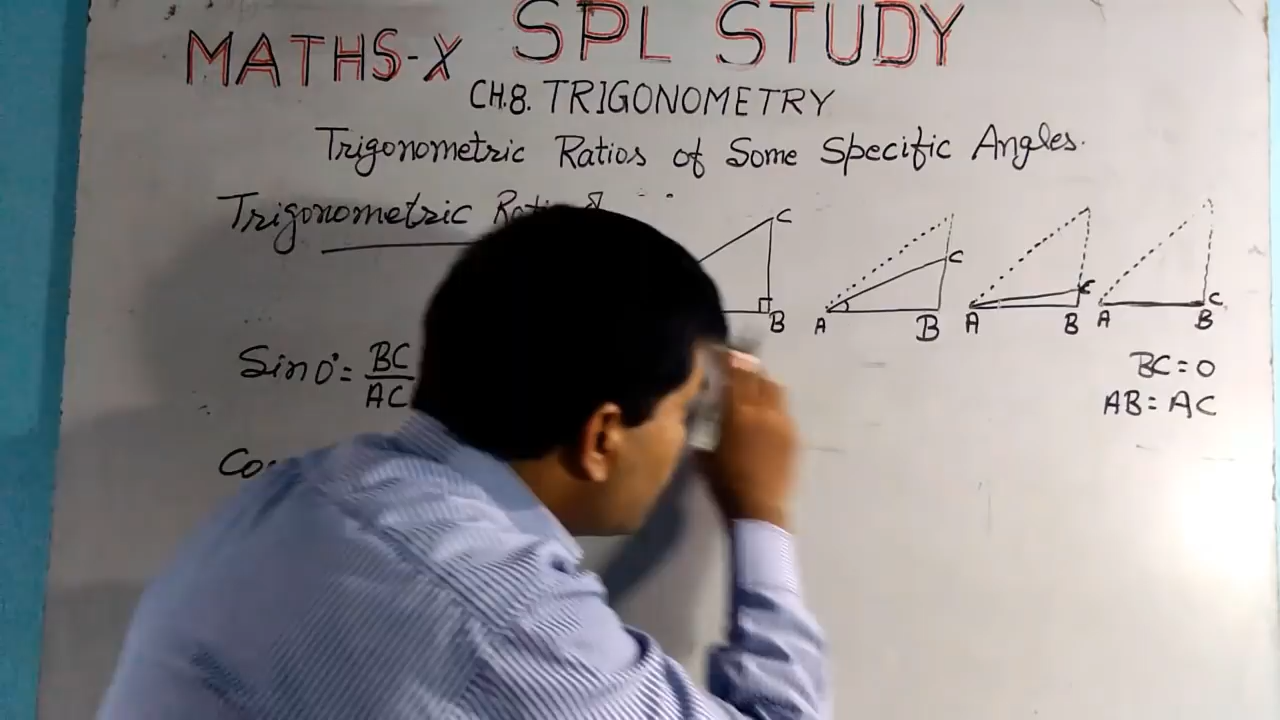 MATHS-X SPL STUDY
CH.8. TRIGONOMETRY
Trigonometric Ratios of Some Specific Angles.
Trigonometric
C
B
A
B
C
A
B
C
A
B
C
Sin 0° = BC/AC
BC = 0
AB = AC